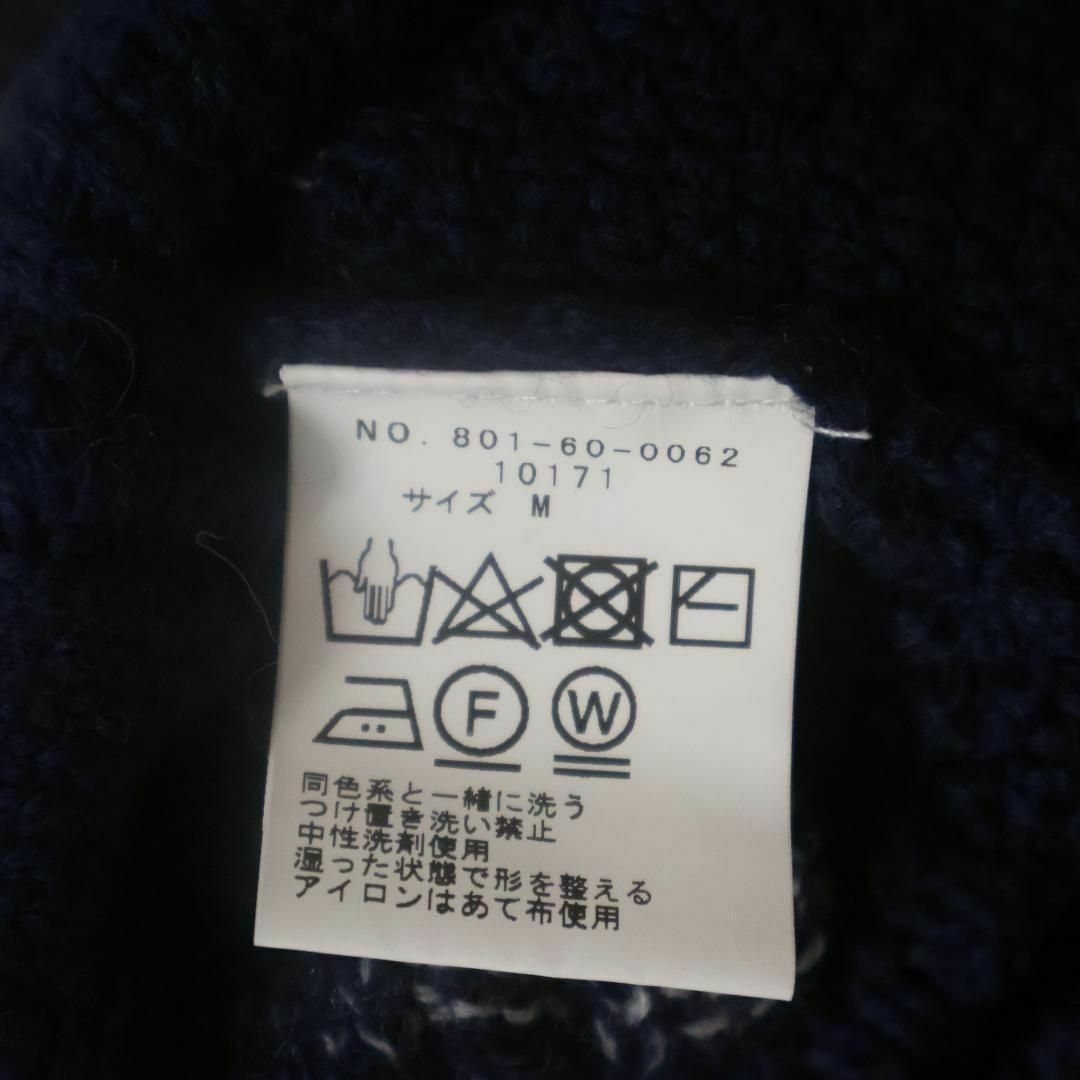 NO. 801-60-0062
10171
サイズ M
F W
同色系と一緒に洗う
つけ置き洗い禁止
中性洗剤使用
湿った状態で形を整える
アイロンはあて布使用